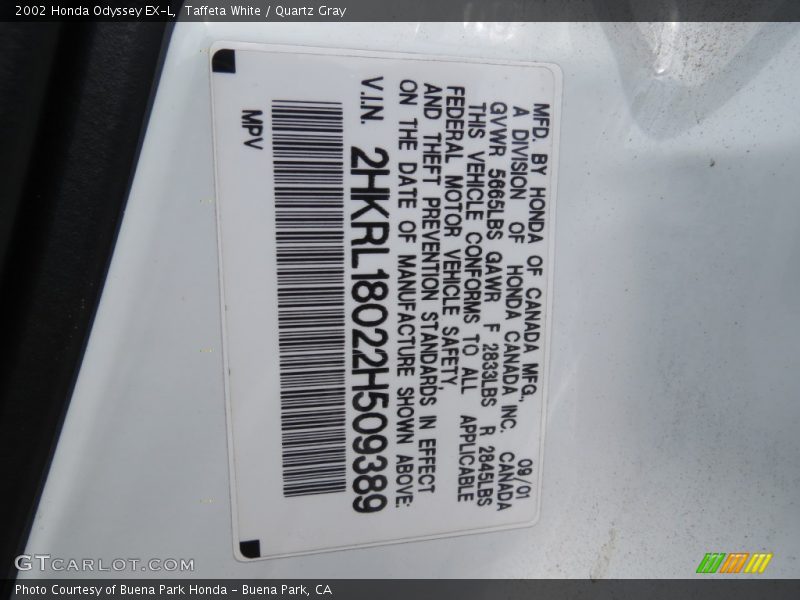 2002 Honda Odyssey EX-L, Taffeta White / Quartz Gray
MFD. BY HONDA OF CANADA MFG., 09/01
A DIVISION OF HONDA CANADA INC. CANADA
GVWR 5665LBS GAWR F 2833LBS R 2845LBS
THIS VEHICLE CONFORMS TO ALL APPLICABLE
FEDERAL MOTOR VEHICLE SAFETY,
AND THEFT PREVENTION STANDARDS IN EFFECT
ON THE DATE OF MANUFACTURE SHOWN ABOVE:
V.I.N. 2HKRL18022H509389
MPV
GTCARLOT.COM
Photo Courtesy of Buena Park Honda - Buena Park, CA